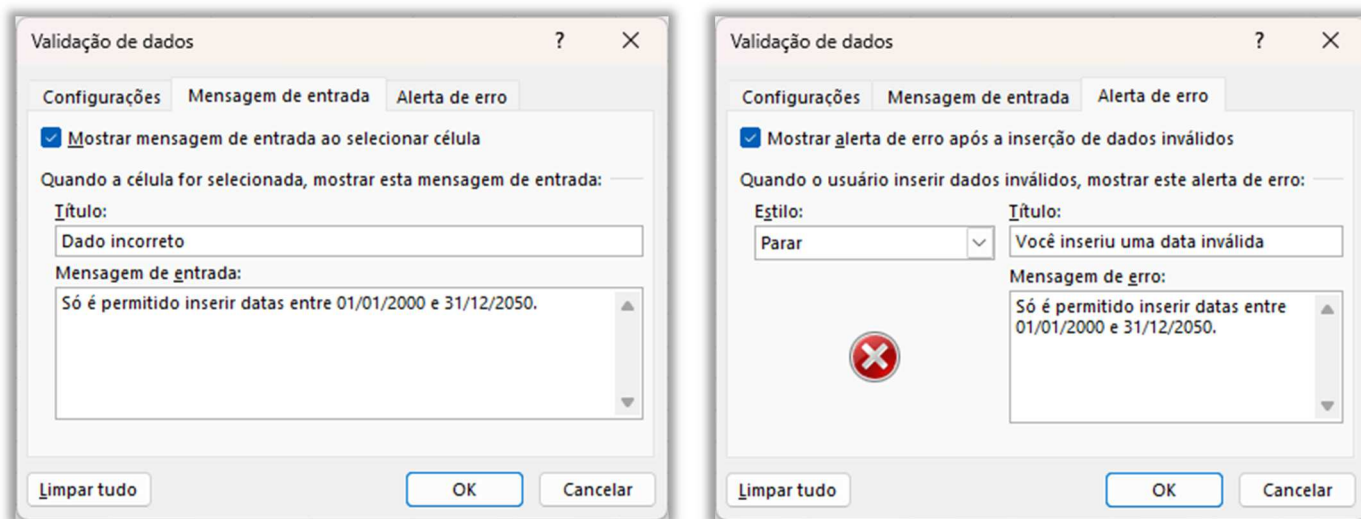 Validação de dados
?
Configurações
Mensagem de entrada
Alerta de erro
Mostrar mensagem de entrada ao selecionar célula
Quando a célula for selecionada, mostrar esta mensagem de entrada:
Título:
Dado incorreto
Mensagem de entrada:
Só é permitido inserir datas entre 01/01/2000 e 31/12/2050.
Limpar tudo
OK
Cancelar
Validação de dados
?
Configurações
Mensagem de entrada
Alerta de erro
Mostrar alerta de erro após a inserção de dados inválidos
Quando o usuário inserir dados inválidos, mostrar este alerta de erro:
Estilo:
Parar
Título:
Você inseriu uma data inválida
Mensagem de erro:
Só é permitido inserir datas entre
01/01/2000 e 31/12/2050.
Limpar tudo
OK
Cancelar